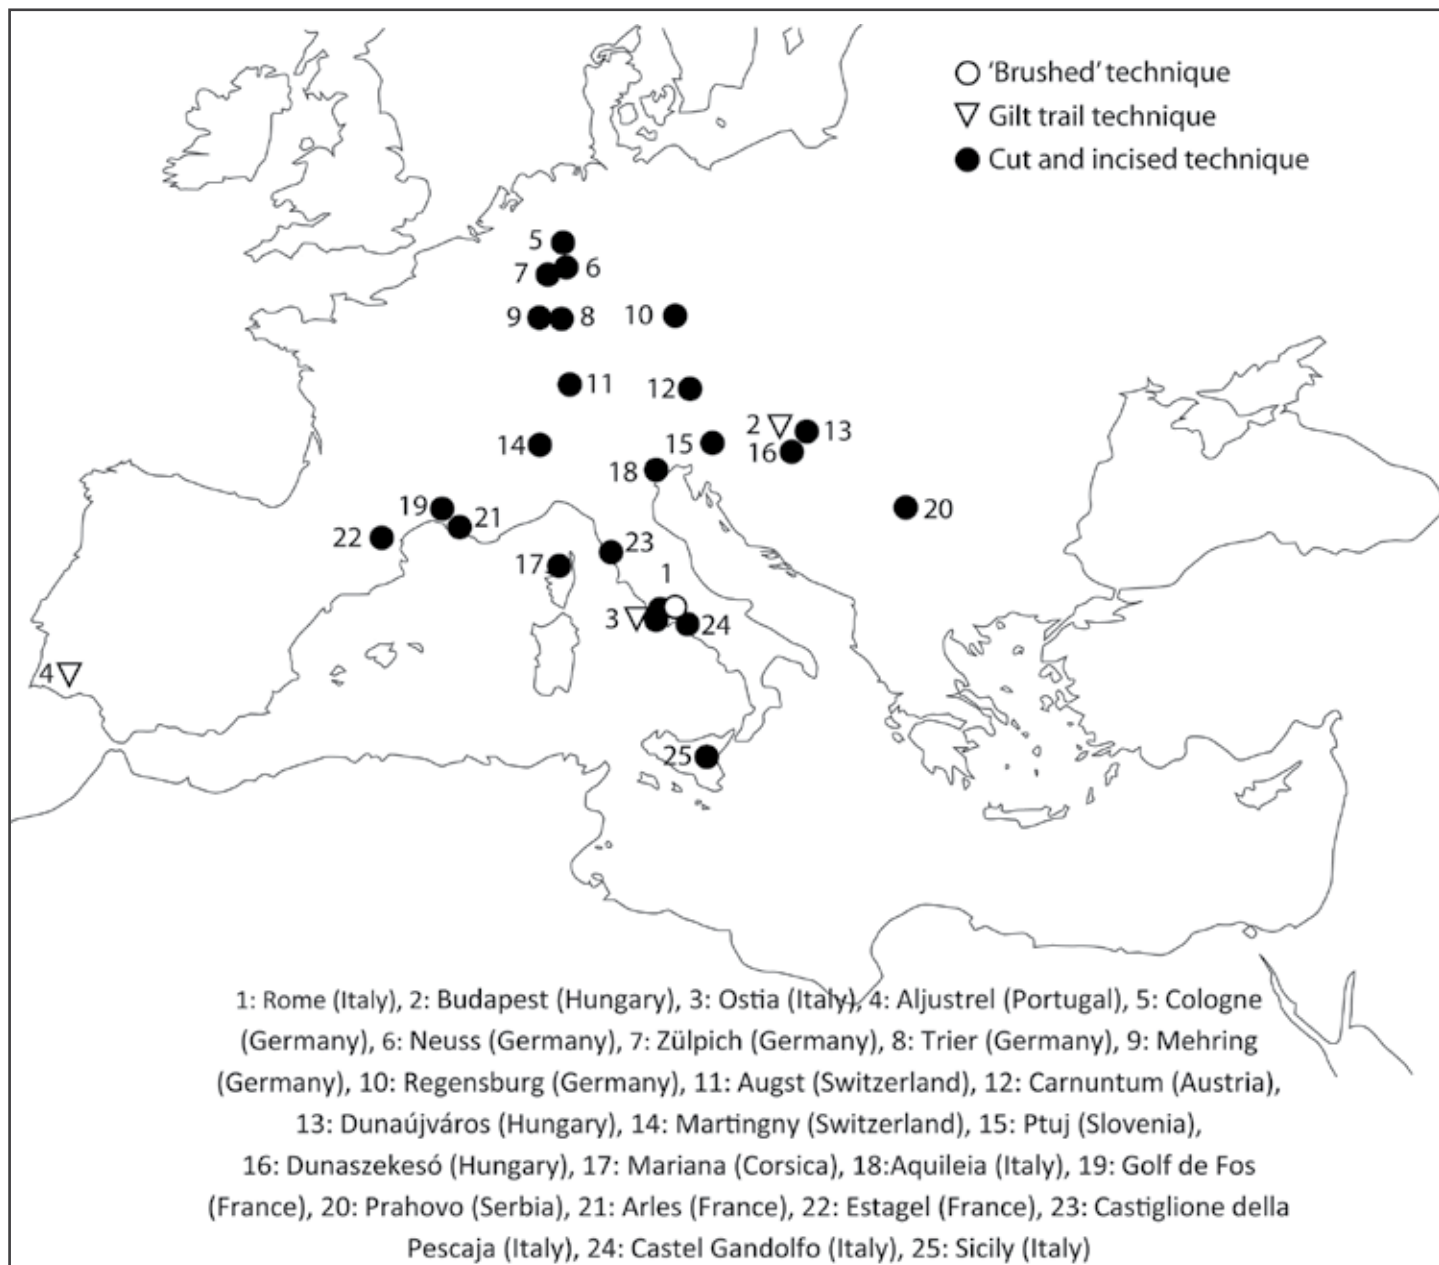 'Brushed' technique
Gilt trail technique
Cut and incised technique
5
6
7
9
8
10
11
12
2
13
14
15
16
18
19
21
20
22
23
17
1
3
24
4
25
1: Rome (Italy), 2: Budapest (Hungary), 3: Ostia (Italy), 4: Aljustrel (Portugal), 5: Cologne
(Germany), 6: Neuss (Germany), 7: Zülpich (Germany), 8: Trier (Germany), 9: Mehring
(Germany), 10: Regensburg (Germany), 11: Augst (Switzerland), 12: Carnuntum (Austria),
13: Dunaújváros (Hungary), 14: Martingny (Switzerland), 15: Ptuj (Slovenia),
16: Dunaszekesó (Hungary), 17: Mariana (Corsica), 18:Aquileia (Italy), 19: Golf de Fos
(France), 20: Prahovo (Serbia), 21: Arles (France), 22: Estagel (France), 23: Castiglione della
Pescaja (Italy), 24: Castel Gandolfo (Italy), 25: Sicily (Italy)